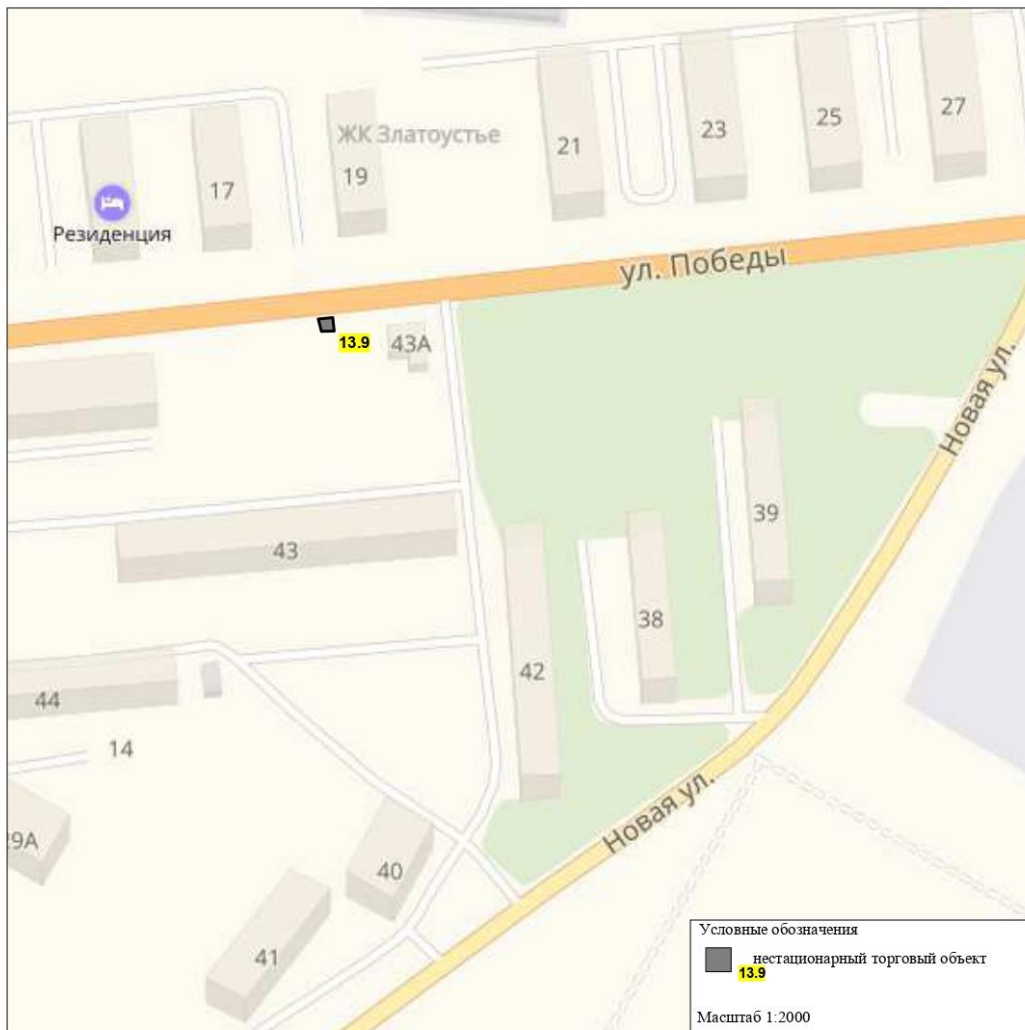 27
25
23
21
ЖК Златоустье
19
17
Резиденция
ул. Победы
13.9
43А
Новая ул.
39
43
38
42
44
14
29А
40
41
Новая ул.
Условные обозначения
нестационарный торговый объект
13.9
Масштаб 1:2000